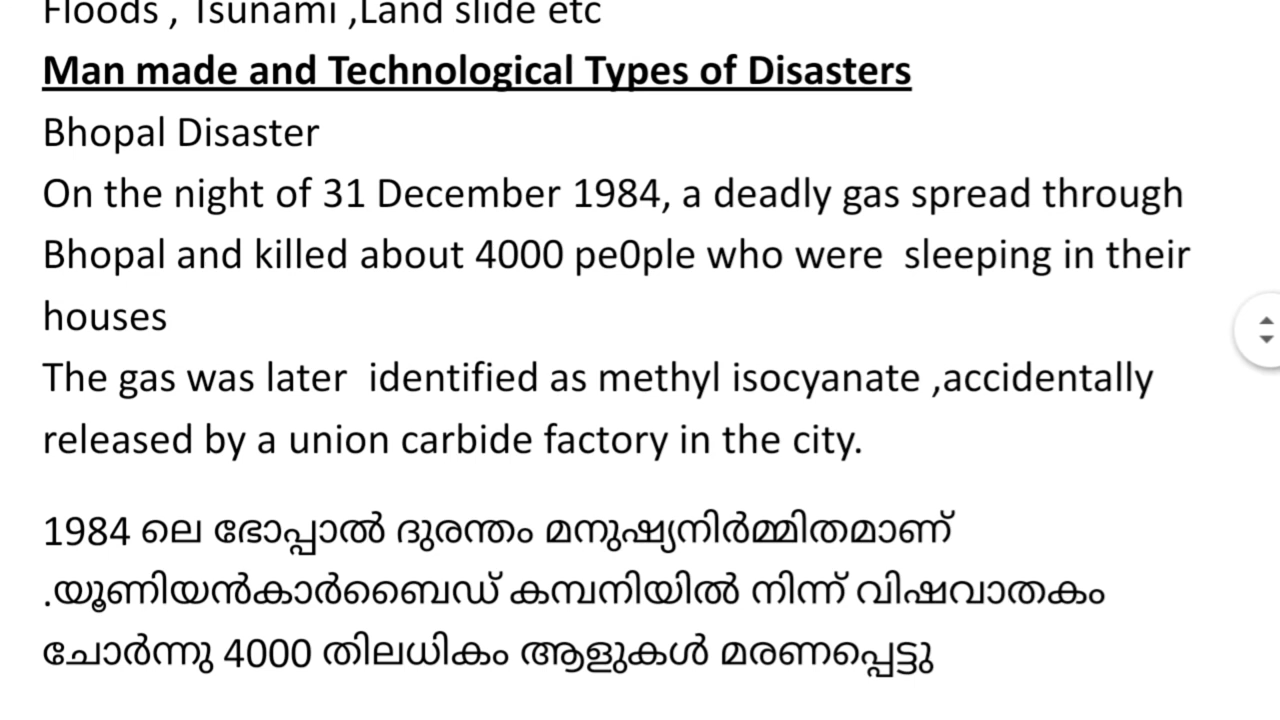 Floods , Tsunami ,Land slide etc
Man made and Technological Types of Disasters
Bhopal Disaster
On the night of 31 December 1984, a deadly gas spread through
Bhopal and killed about 4000 pe0ple who were  sleeping in their
houses
The gas was later  identified as methyl isocyanate ,accidentally
released by a union carbide factory in the city.
1984 ലെ ഭോപ്പാൽ ദുരന്തം മനുഷ്യനിർമ്മിതമാണ്
.യൂണിയൻകാർബൈഡ് കമ്പനിയിൽ നിന്ന് വിഷവാതകം
ചോർന്നു 4000 തിലധികം ആളുകൾ മരണപ്പെട്ടു